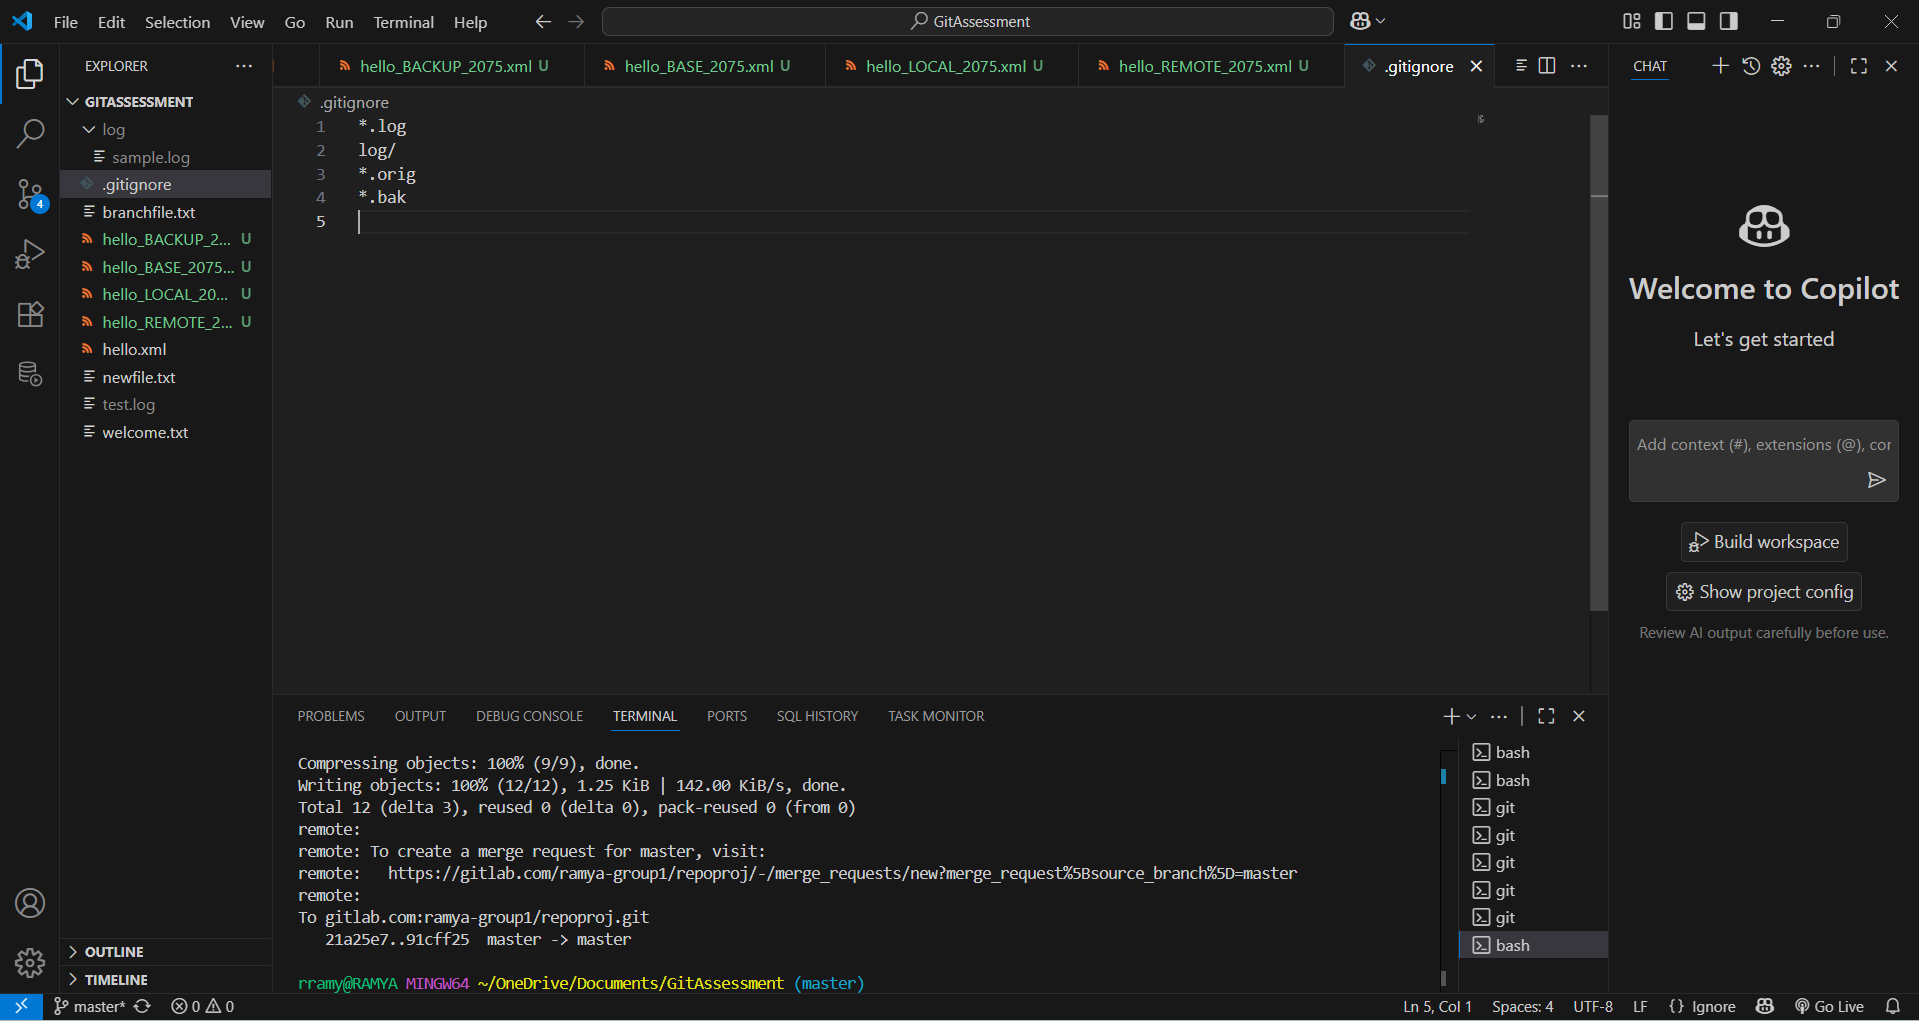 File Edit Selection View Go Run Terminal Help
GitAssessment
EXPLORER
GITASSESSMENT
log
sample.log
.gitignore
branchfile.txt
hello_BACKUP_2... U
hello_BASE_2075... U
hello_LOCAL_20... U
hello_REMOTE_2... U
hello.xml
newfile.txt
test.log
welcome.txt
OUTLINE
TIMELINE
4
hello_BACKUP_2075.xml U hello_BASE_2075.xml U hello_LOCAL_2075.xml U hello_REMOTE_2075.xml U .gitignore
.gitignore
1 *.log
2 log/
3 *.orig
4 *.bak
5
PROBLEMS OUTPUT DEBUG CONSOLE TERMINAL PORTS SQL HISTORY TASK MONITOR
Compressing objects: 100% (9/9), done.
Writing objects: 100% (12/12), 1.25 KiB | 142.00 KiB/s, done.
Total 12 (delta 3), reused 0 (delta 0), pack-reused 0 (from 0)
remote:
remote: To create a merge request for master, visit:
remote:   https://gitlab.com/ramya-group1/repoproj/-/merge_requests/new?merge_request%5Bsource_branch%5D=master
remote:
To gitlab.com:ramya-group1/repoproj.git
   21a25e7..91cff25  master -> master
rramy@RAMYA MINGW64 ~/OneDrive/Documents/GitAssessment (master)
bash
bash
git
git
git
git
git
bash
CHAT
Welcome to Copilot
Let's get started
Add context (#), extensions (@), cor
Build workspace
Show project config
Review AI output carefully before use.
master* 0 0 Ln 5, Col 1 Spaces: 4 UTF-8 LF {} Ignore Go Live